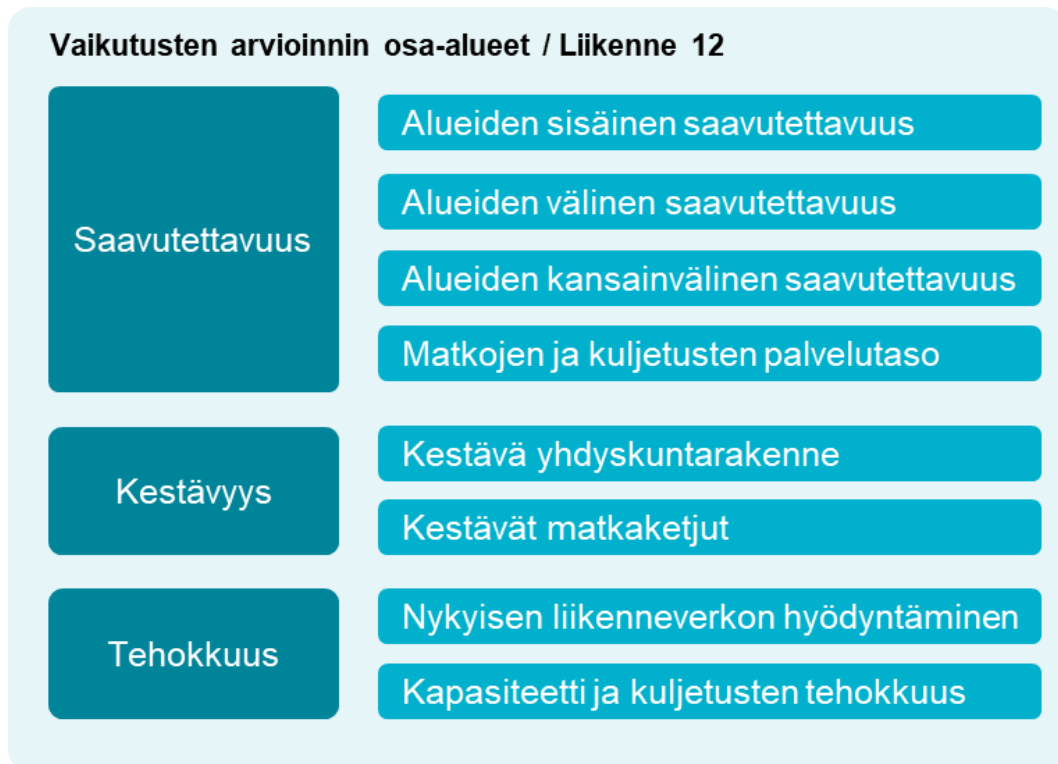 Vaikutusten arvioinnin osa-alueet / Liikenne 12
Saavutettavuus
Alueiden sisäinen saavutettavuus
Alueiden välinen saavutettavuus
Alueiden kansainvälinen saavutettavuus
Matkojen ja kuljetusten palvelutaso
Kestävyys
Kestävä yhdyskuntarakenne
Kestävät matkaketjut
Tehokkuus
Nykyisen liikenneverkon hyödyntäminen
Kapasiteetti ja kuljetusten tehokkuus